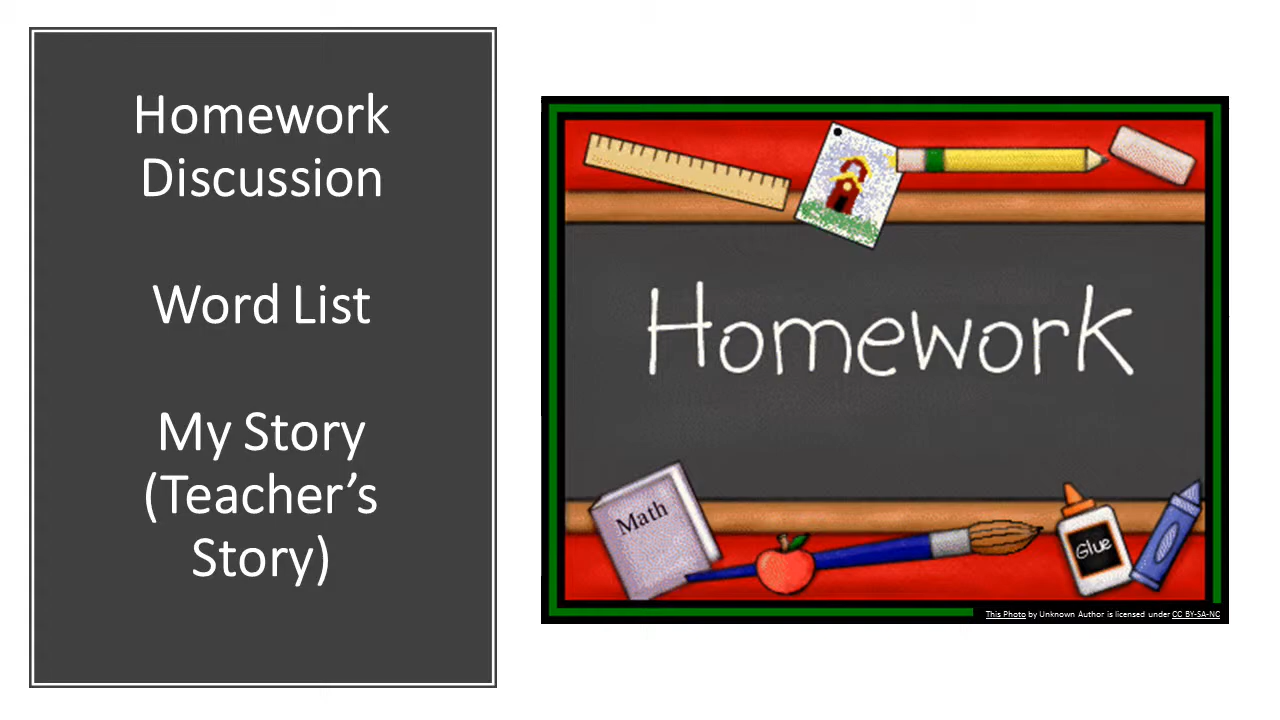 Homework
Discussion
Word List
My Story
(Teacher’s
Story)
Homework
Math
Glue
This Photo by Unknown Author is licensed under CC BY-SA-NC